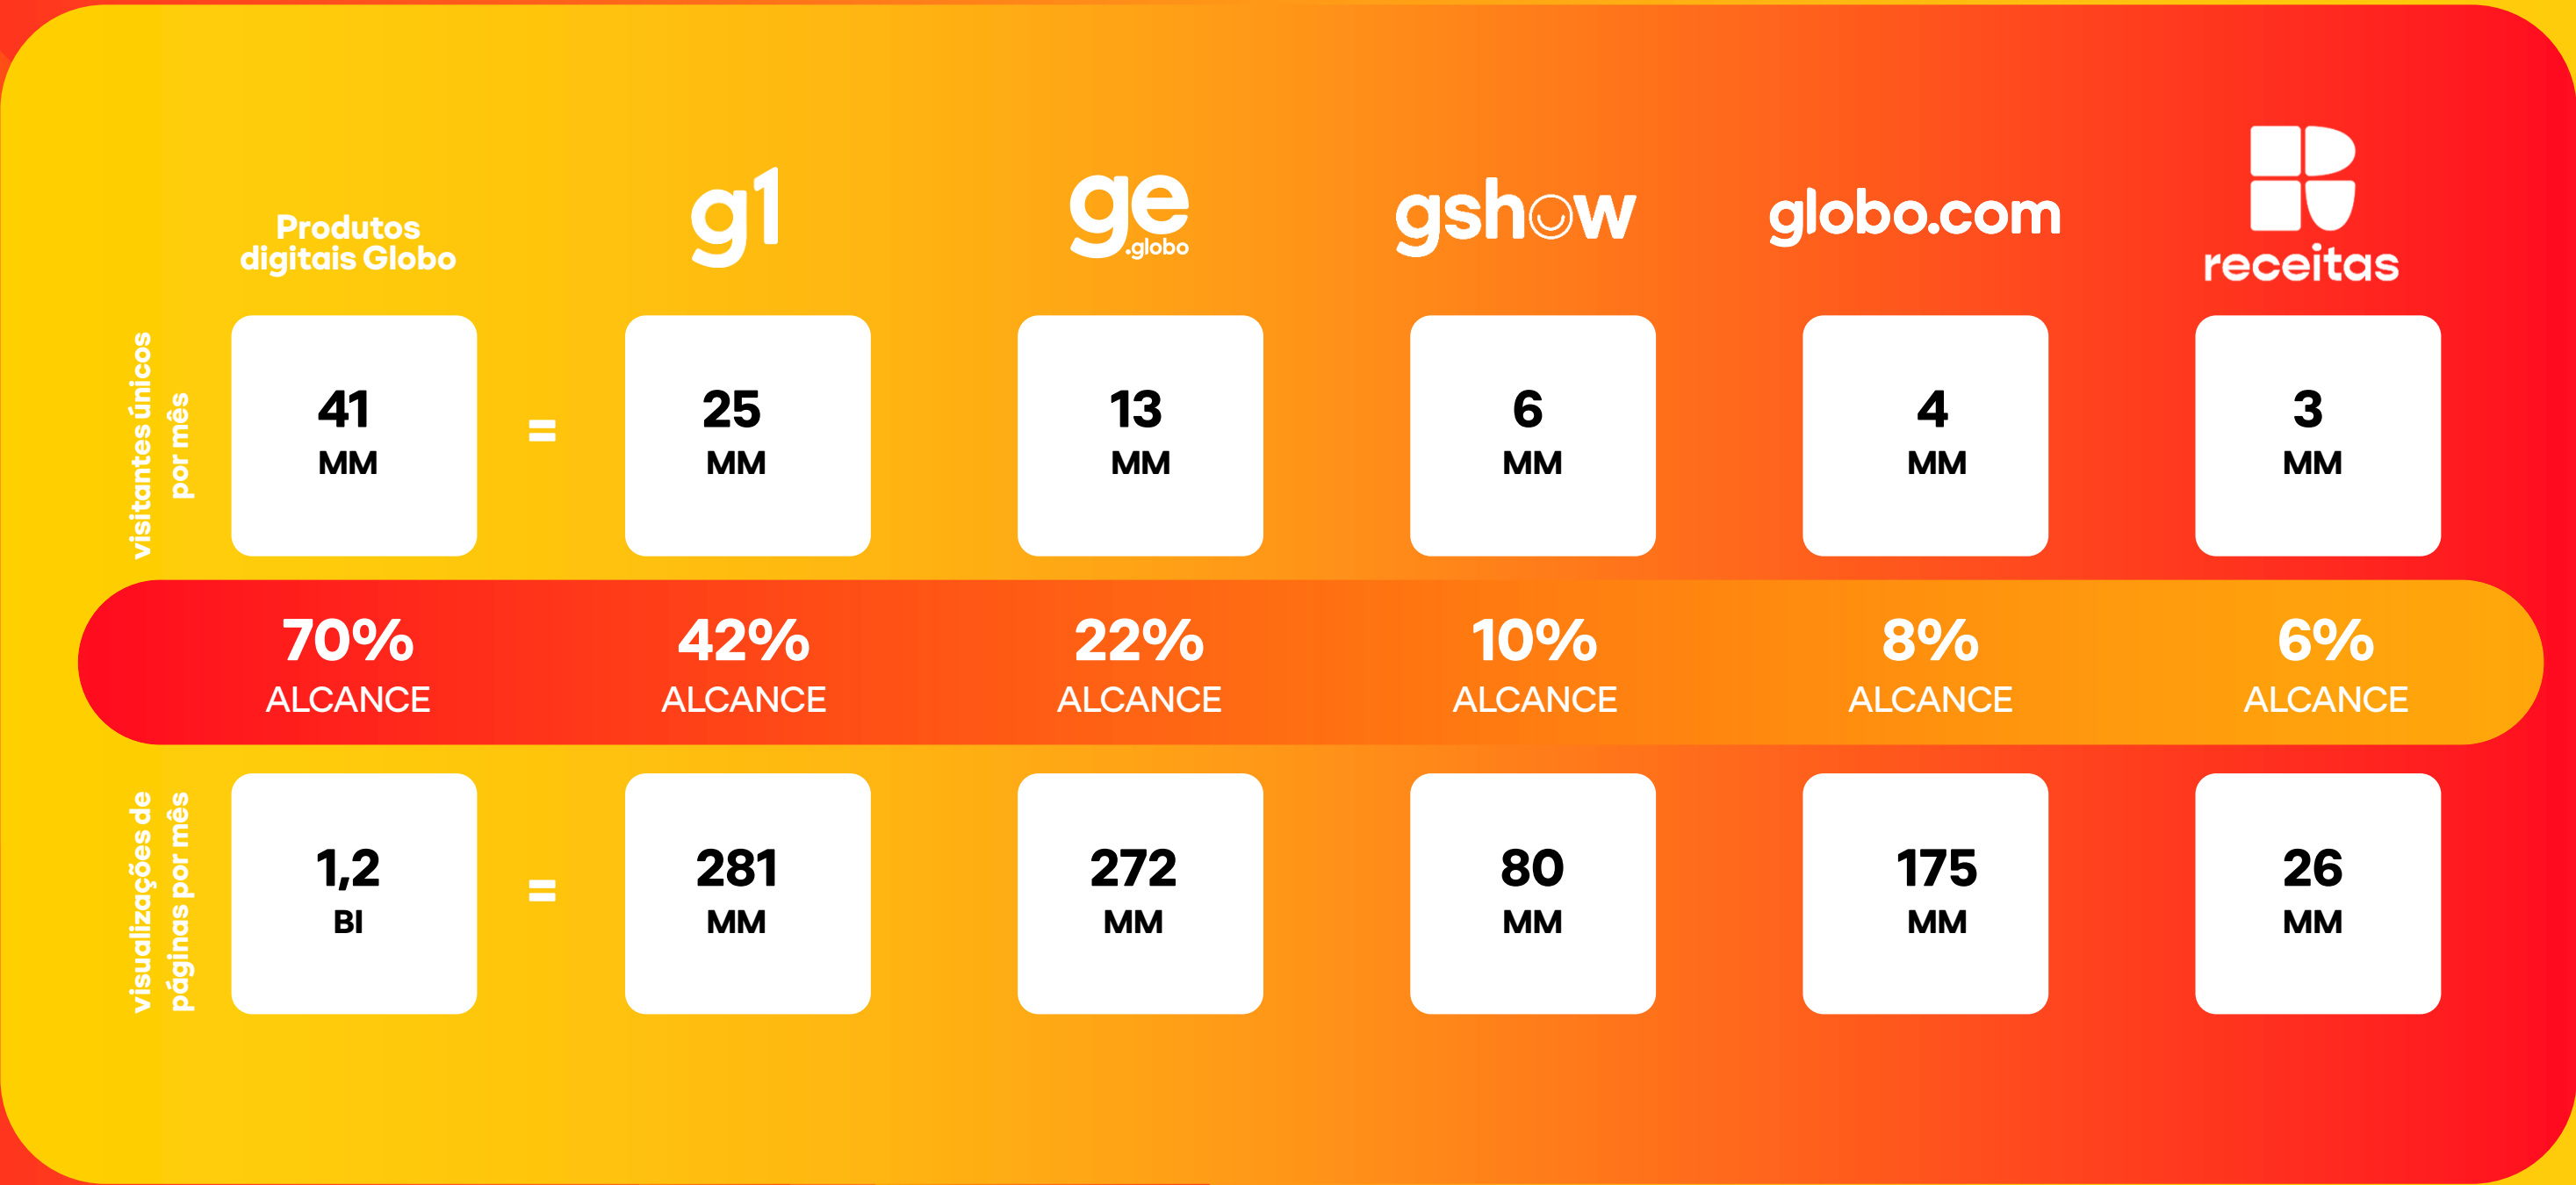 Produtos
digitais Globo
g1
ge
.globo
gshow
globo.com
receitas
visitantes únicos
por mês
41
MM
=
25
MM
13
MM
6
MM
4
MM
3
MM
70%
ALCANCE
42%
ALCANCE
22%
ALCANCE
10%
ALCANCE
8%
ALCANCE
6%
ALCANCE
visualizações de
páginas por mês
1,2
BI
=
281
MM
272
MM
80
MM
175
MM
26
MM